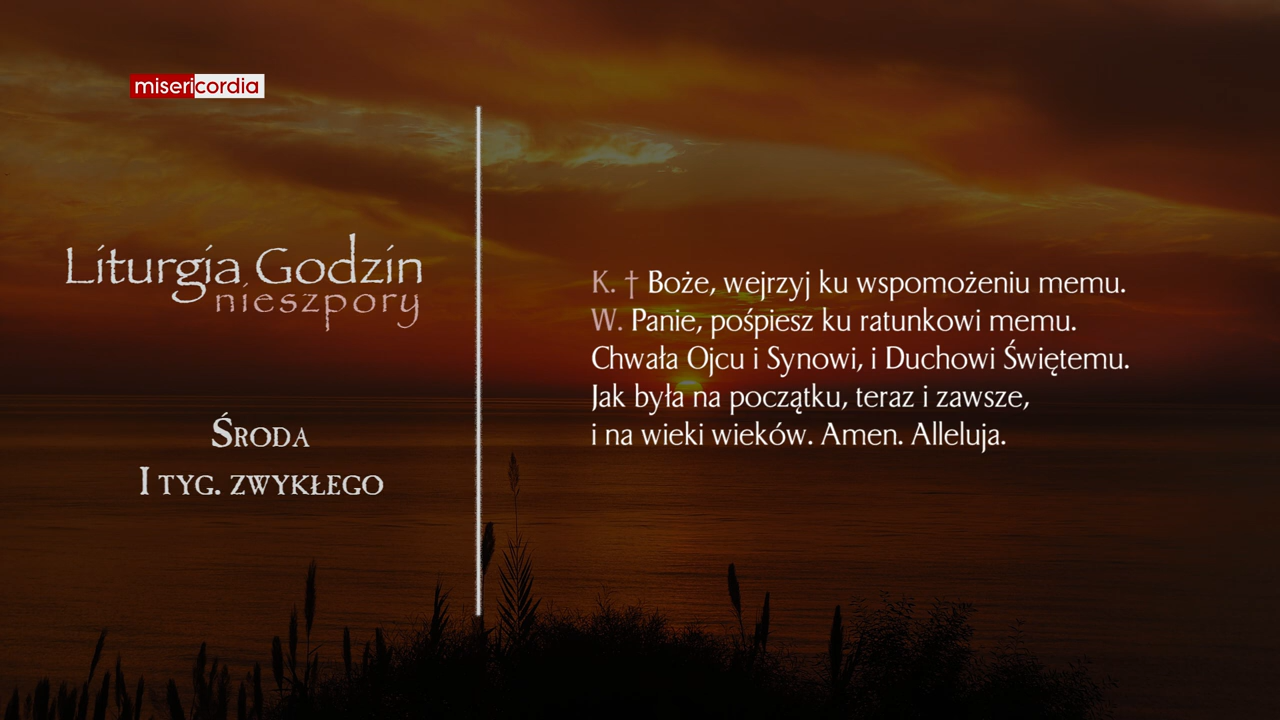 misericordia
Liturgia Godzin
nieszpory
Środa
I tyg. zwykłego
K. † Boże, wejrzyj ku wspomożeniu memu.
W. Panie, pośpiesz ku ratunkowi memu.
Chwała Ojcu i Synowi, i Duchowi Świętemu.
Jak była na początku, teraz i zawsze,
i na wieki wieków. Amen. Alleluja.